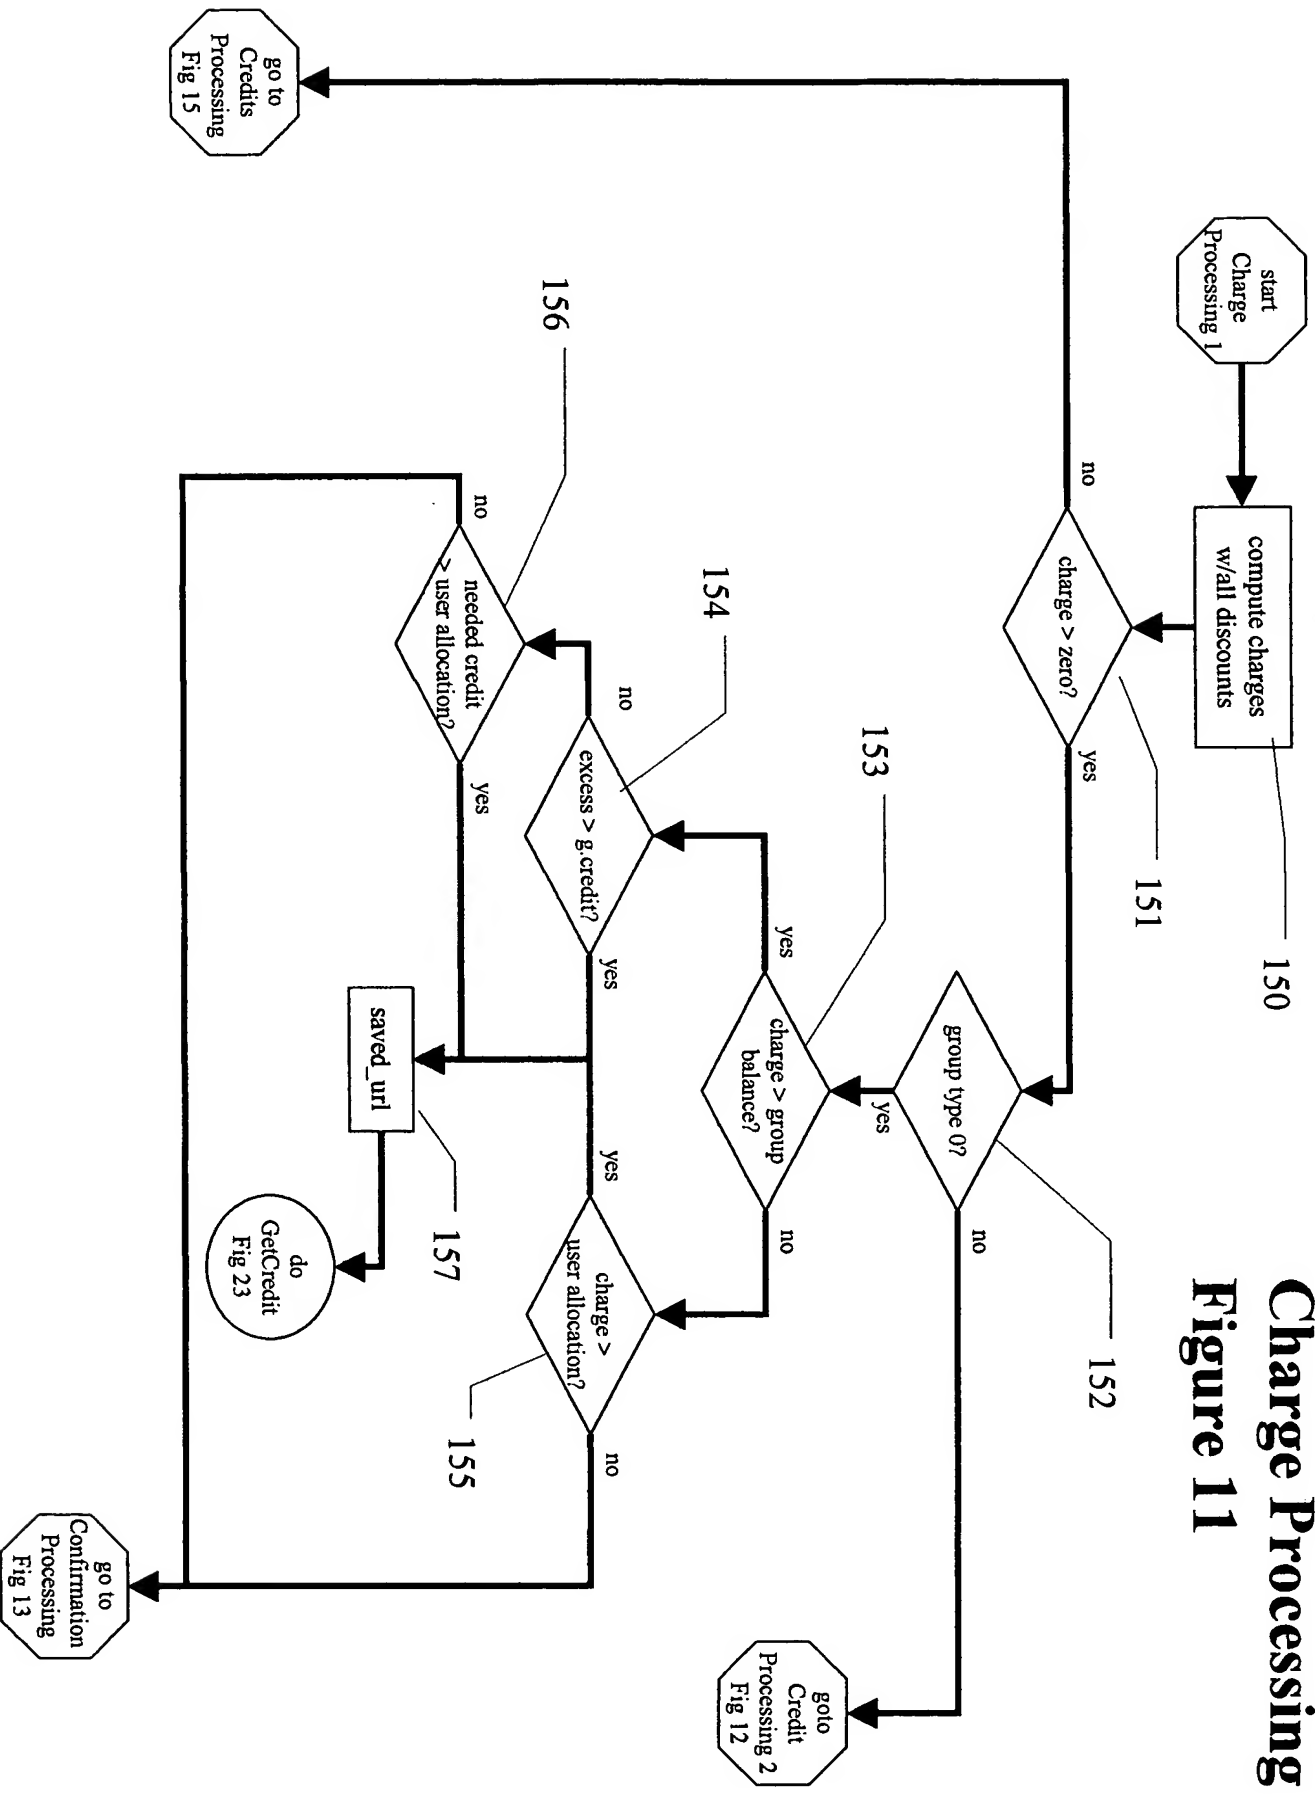 Charge Processing
Figure 11
start
Charge
Processing 1
compute charges
w/all discounts
150
charge > zero?
no
yes
151
group type 0?
yes
no
152
charge > group
balance?
yes
no
153
excess > g.credit?
no
yes
154
charge >
user allocation?
yes
no
155
needed credit
> user allocation?
no
yes
156
saved_url
157
do
GetCredit
Fig 23
go to
Credits
Processing
Fig 15
goto
Credit
Processing 2
Fig 12
go to
Confirmation
Processing
Fig 13